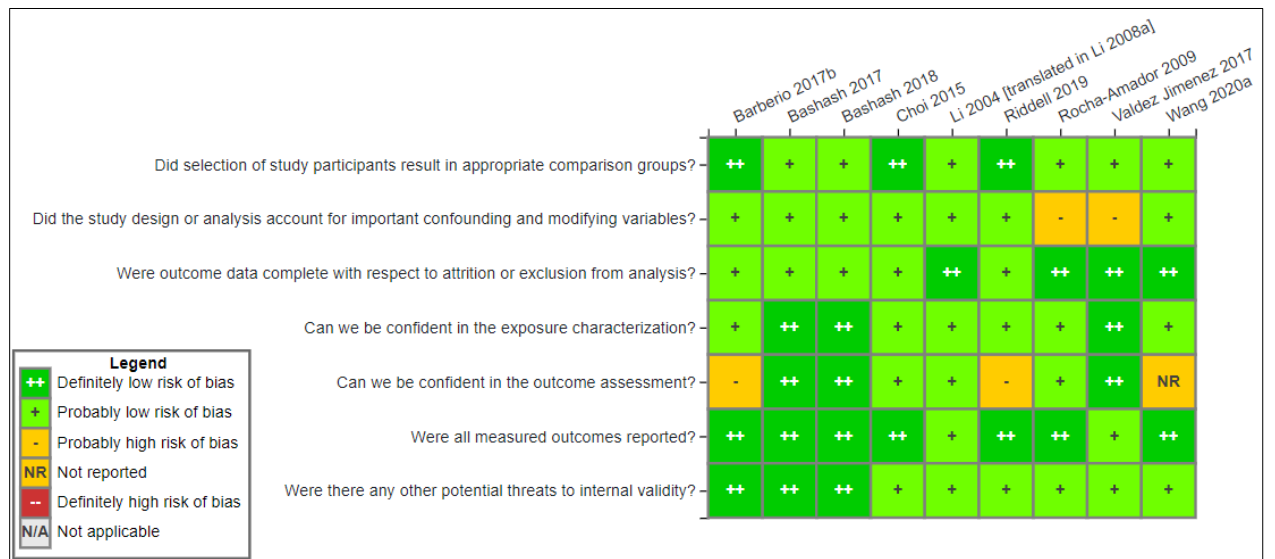 Barberio 2017b
Bashash 2017
Bashash 2018
Choi 2015
Li 2004 [translated in Li 2008a]
Riddell 2019
Rocha-Amador 2009
Valdez Jimenez 2017
Wang 2020a
Did selection of study participants result in appropriate comparison groups? ++ + + ++ + ++ + + +
Did the study design or analysis account for important confounding and modifying variables? + + + + + + - - +
Were outcome data complete with respect to attrition or exclusion from analysis? + + + + ++ + ++ ++ ++
Can we be confident in the exposure characterization? + ++ ++ + + + + ++ +
Can we be confident in the outcome assessment? - ++ ++ + + - + ++ NR
Were all measured outcomes reported? ++ ++ ++ ++ + ++ ++ + ++
Were there any other potential threats to internal validity? ++ ++ ++ + + + + + +
Legend
++ Definitely low risk of bias
+ Probably low risk of bias
- Probably high risk of bias
NR Not reported
-- Definitely high risk of bias
N/A Not applicable